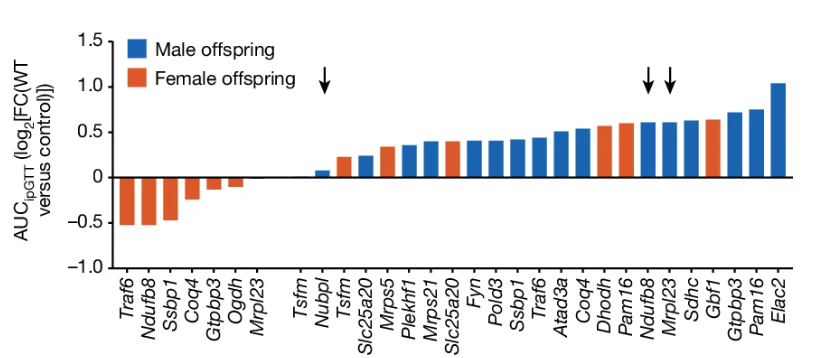 AUCipGTT (log2[FC(WT
versus control)])
1.5
1.0
0.5
0
−0.5
−1.0
Male offspring
Female offspring
Traf6
Ndufb8
Ssbp1
Coq4
Gtpbp3
Ogdh
Mrpl23
Tsfm
Nubpl
Tsfm
Slc25a20
Mrps5
Plekhf1
Mrps21
Slc25a20
Fyn
Pold3
Ssbp1
Traf6
Atad3a
Coq4
Dhodh
Pam16
Ndufb8
Mrpl23
Sdhc
Gbf1
Gtpbp3
Pam16
Elac2